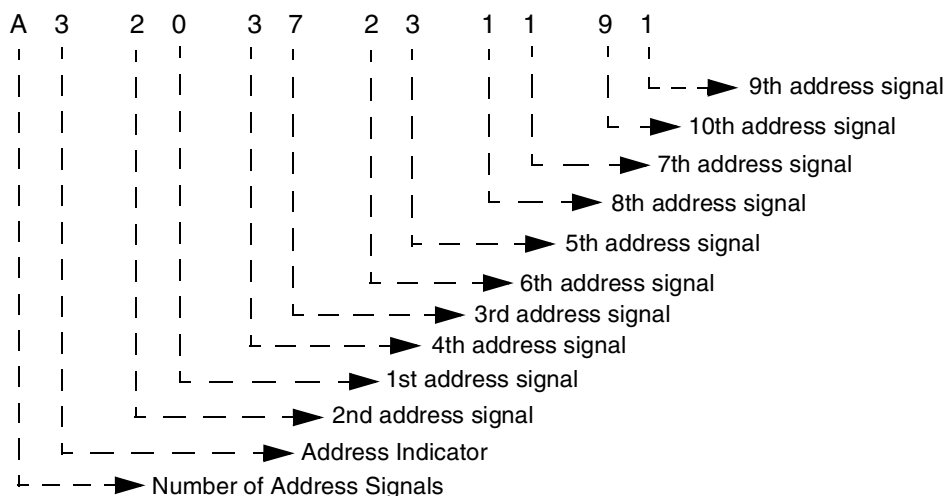 A 3 2 0 3 7 2 3 1 1 9 1
9th address signal
10th address signal
7th address signal
8th address signal
5th address signal
6th address signal
3rd address signal
4th address signal
1st address signal
2nd address signal
Address Indicator
Number of Address Signals